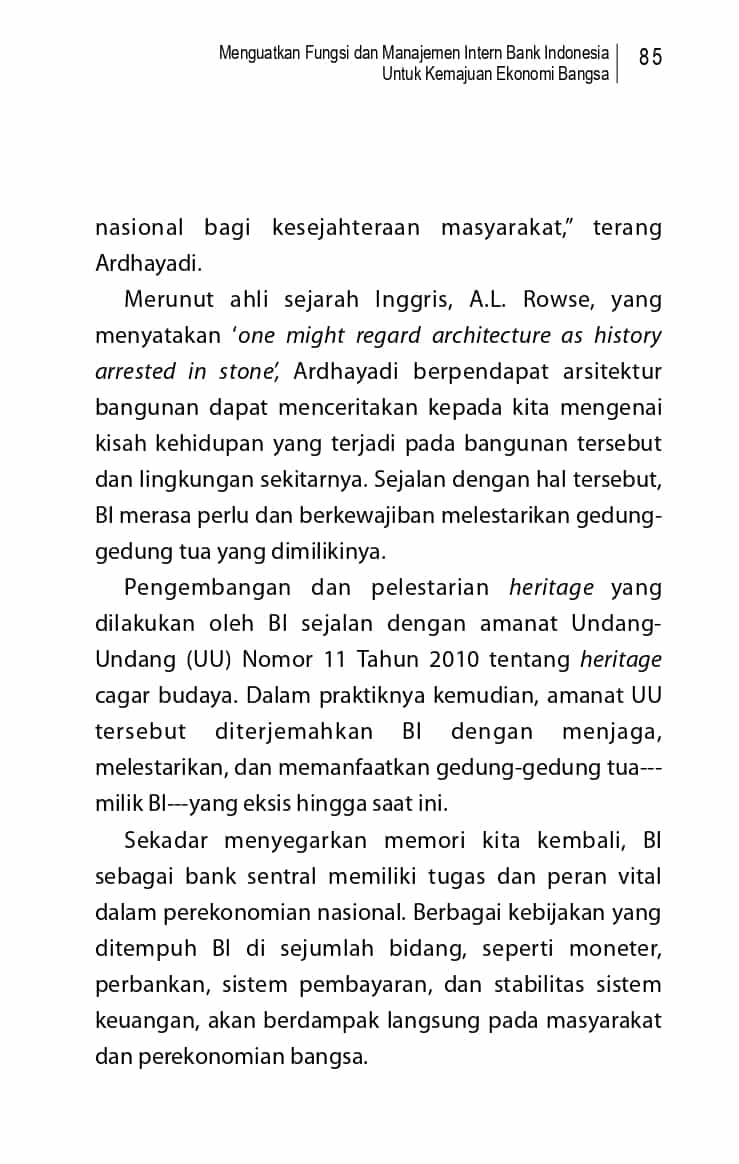 Menguatkan Fungsi dan Manajemen Intern Bank Indonesia
Untuk Kemajuan Ekonomi Bangsa
85
nasional bagi kesejahteraan masyarakat,” terang
Ardhayadi.
Merunut ahli sejarah Inggris, A.L. Rowse, yang
menyatakan ‘one might regard architecture as history
arrested in stone’, Ardhayadi berpendapat arsitektur
bangunan dapat menceritakan kepada kita mengenai
kisah kehidupan yang terjadi pada bangunan tersebut
dan lingkungan sekitarnya. Sejalan dengan hal tersebut,
BI merasa perlu dan berkewajiban melestarikan gedung-
gedung tua yang dimilikinya.
Pengembangan dan pelestarian heritage yang
dilakukan oleh BI sejalan dengan amanat Undang-
Undang (UU) Nomor 11 Tahun 2010 tentang heritage
cagar budaya. Dalam praktiknya kemudian, amanat UU
tersebut diterjemahkan BI dengan menjaga,
melestarikan, dan memanfaatkan gedung-gedung tua---
milik BI---yang eksis hingga saat ini.
Sekadar menyegarkan memori kita kembali, BI
sebagai bank sentral memiliki tugas dan peran vital
dalam perekonomian nasional. Berbagai kebijakan yang
ditempuh BI di sejumlah bidang, seperti moneter,
perbankan, sistem pembayaran, dan stabilitas sistem
keuangan, akan berdampak langsung pada masyarakat
dan perekonomian bangsa.